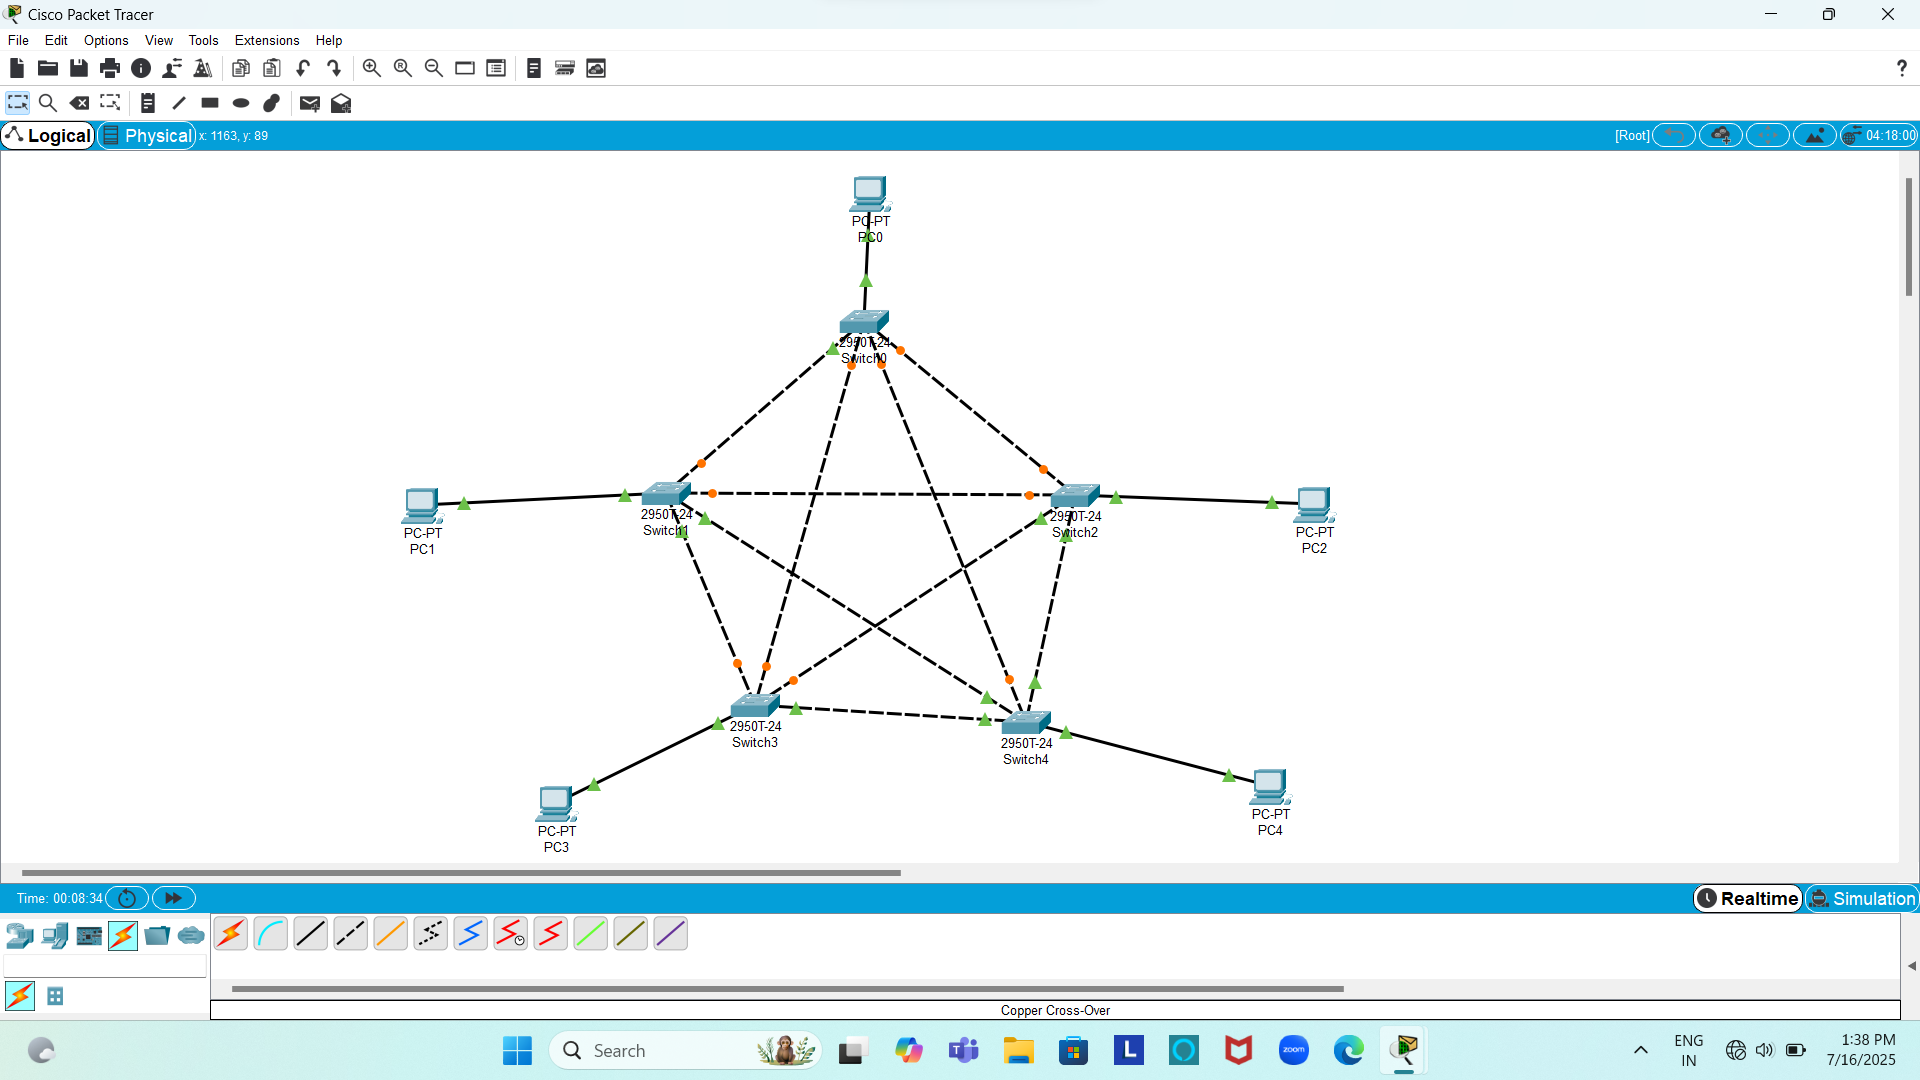 Cisco Packet Tracer
File Edit Options View Tools Extensions Help
?
Logical Physical x: 1163, y: 89 [Root] 04:18:00
PC-PT
PC0
2950T-24
Switch0
2950T-24
Switch1
2950T-24
Switch2
PC-PT
PC1
PC-PT
PC2
2950T-24
Switch3
2950T-24
Switch4
PC-PT
PC3
PC-PT
PC4
Time: 00:08:34 Realtime Simulation
Copper Cross-Over
Search
L
zoom
ENG
IN
1:38 PM
7/16/2025